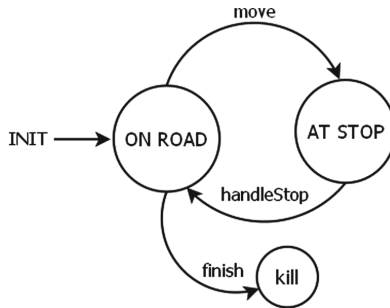 move
INIT
ON ROAD
AT STOP
handleStop
finish
kill